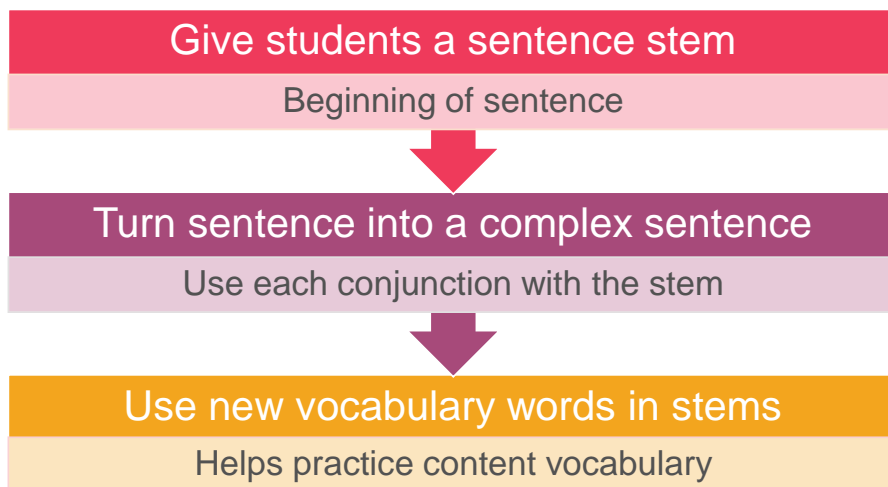 Give students a sentence stem
Beginning of sentence
Turn sentence into a complex sentence
Use each conjunction with the stem
Use new vocabulary words in stems
Helps practice content vocabulary